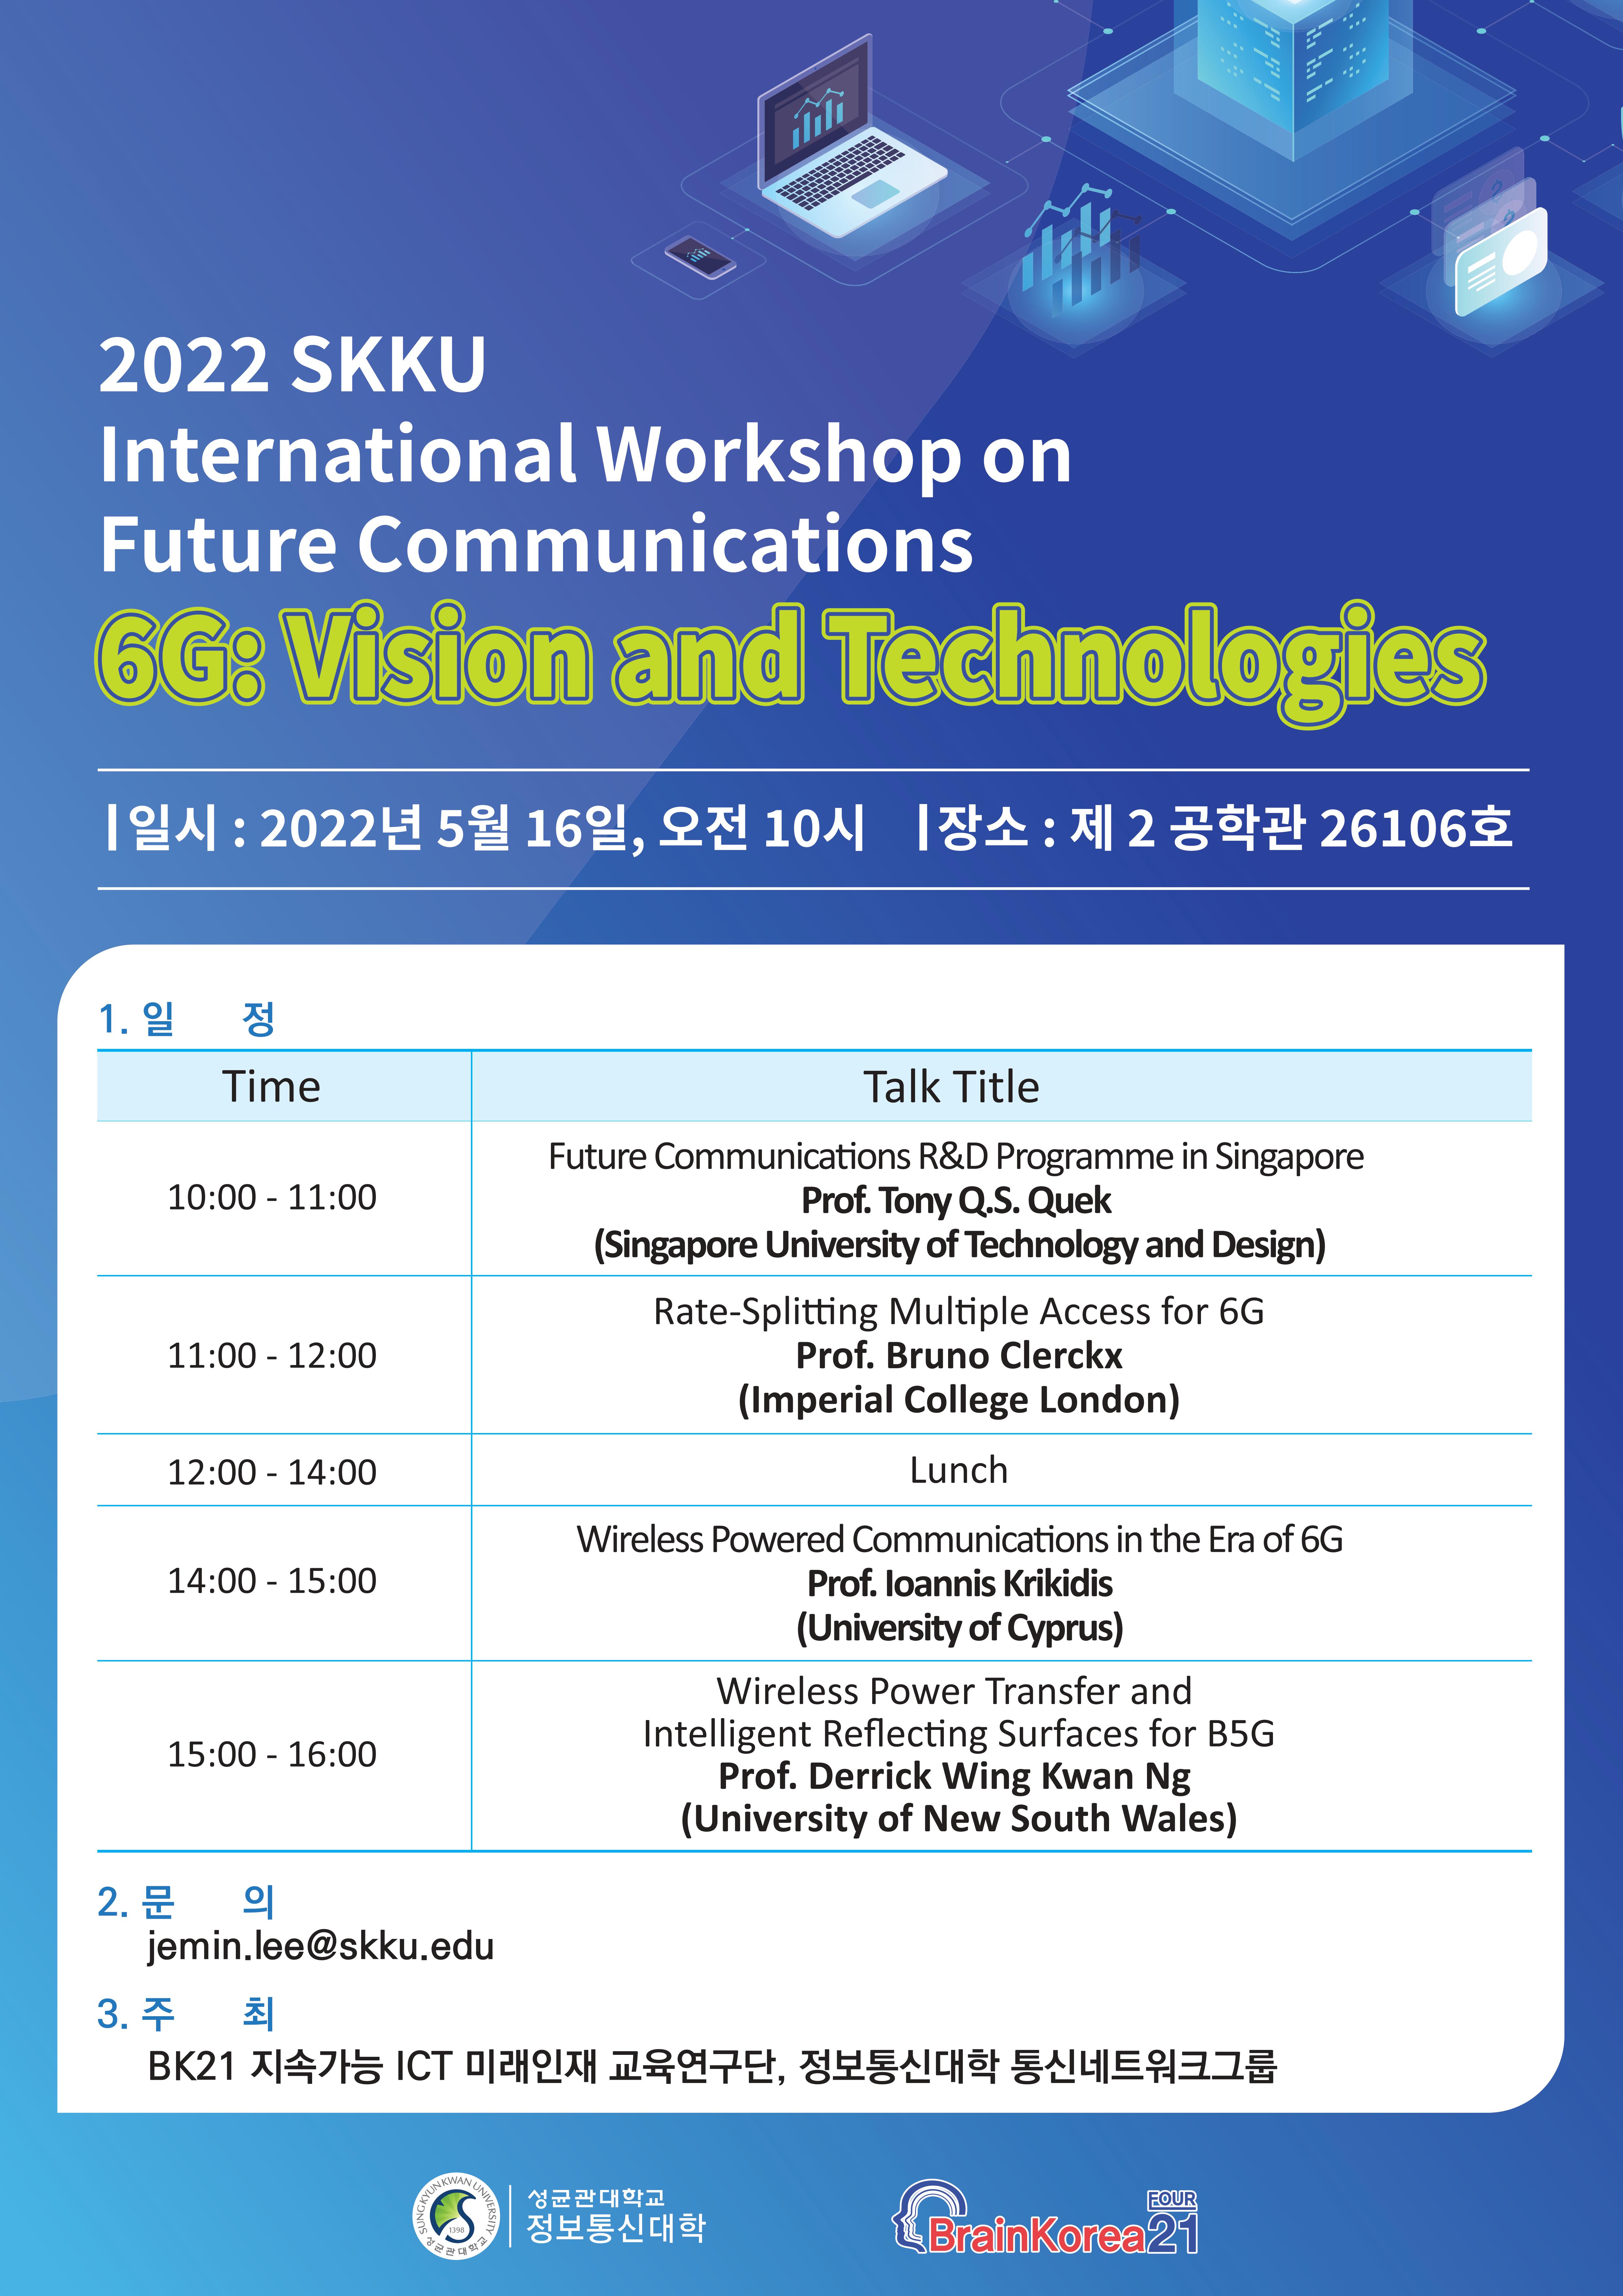 2022 SKKU
International Workshop on
Future Communications
6G: Vision and Technologies
일시 : 2022년 5월 16일, 오전 10시 장소 : 제 2 공학관 26106호
1. 일 정
Time Talk Title
10:00 - 11:00
Future Communications R&D Programme in Singapore
Prof. Tony Q.S. Quek
(Singapore University of Technology and Design)
11:00 - 12:00
Rate-Splitting Multiple Access for 6G
Prof. Bruno Clerckx
(Imperial College London)
12:00 - 14:00
Lunch
14:00 - 15:00
Wireless Powered Communications in the Era of 6G
Prof. Ioannis Krikidis
(University of Cyprus)
15:00 - 16:00
Wireless Power Transfer and
Intelligent Reflecting Surfaces for B5G
Prof. Derrick Wing Kwan Ng
(University of New South Wales)
2. 문 의
jemin.lee@skku.edu
3. 주 최
BK21 지속가능 ICT 미래인재 교육연구단, 정보통신대학 통신네트워크그룹
SUNGKYUNKWAN UNIVERSITY
1398
성균관대학교
성균관대학교
정보통신대학
BrainKorea21
FOUR